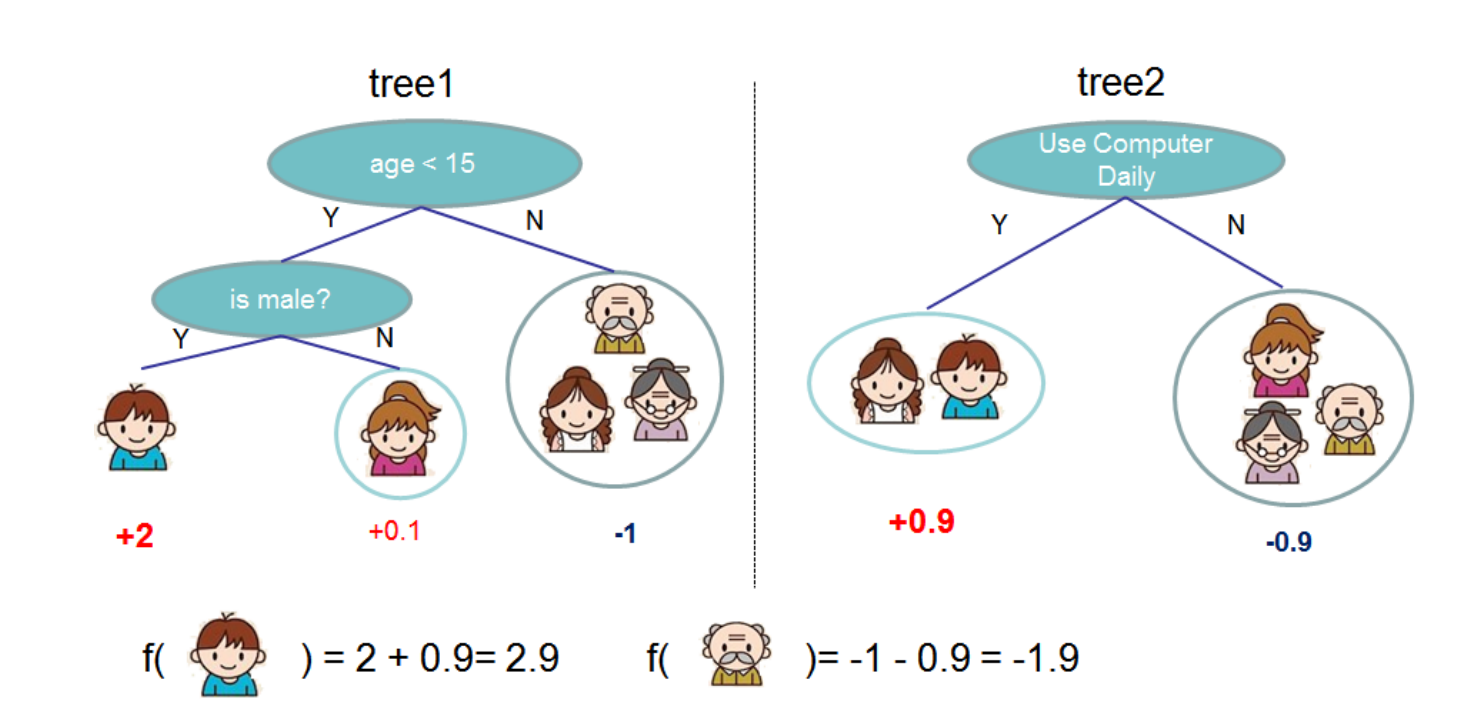 tree1
age < 15
Y
N
is male?
Y
N
+2
+0.1
-1
tree2
Use Computer
Daily
Y
N
+0.9
-0.9
f( ) = 2 + 0.9= 2.9
f( )= -1 - 0.9 = -1.9